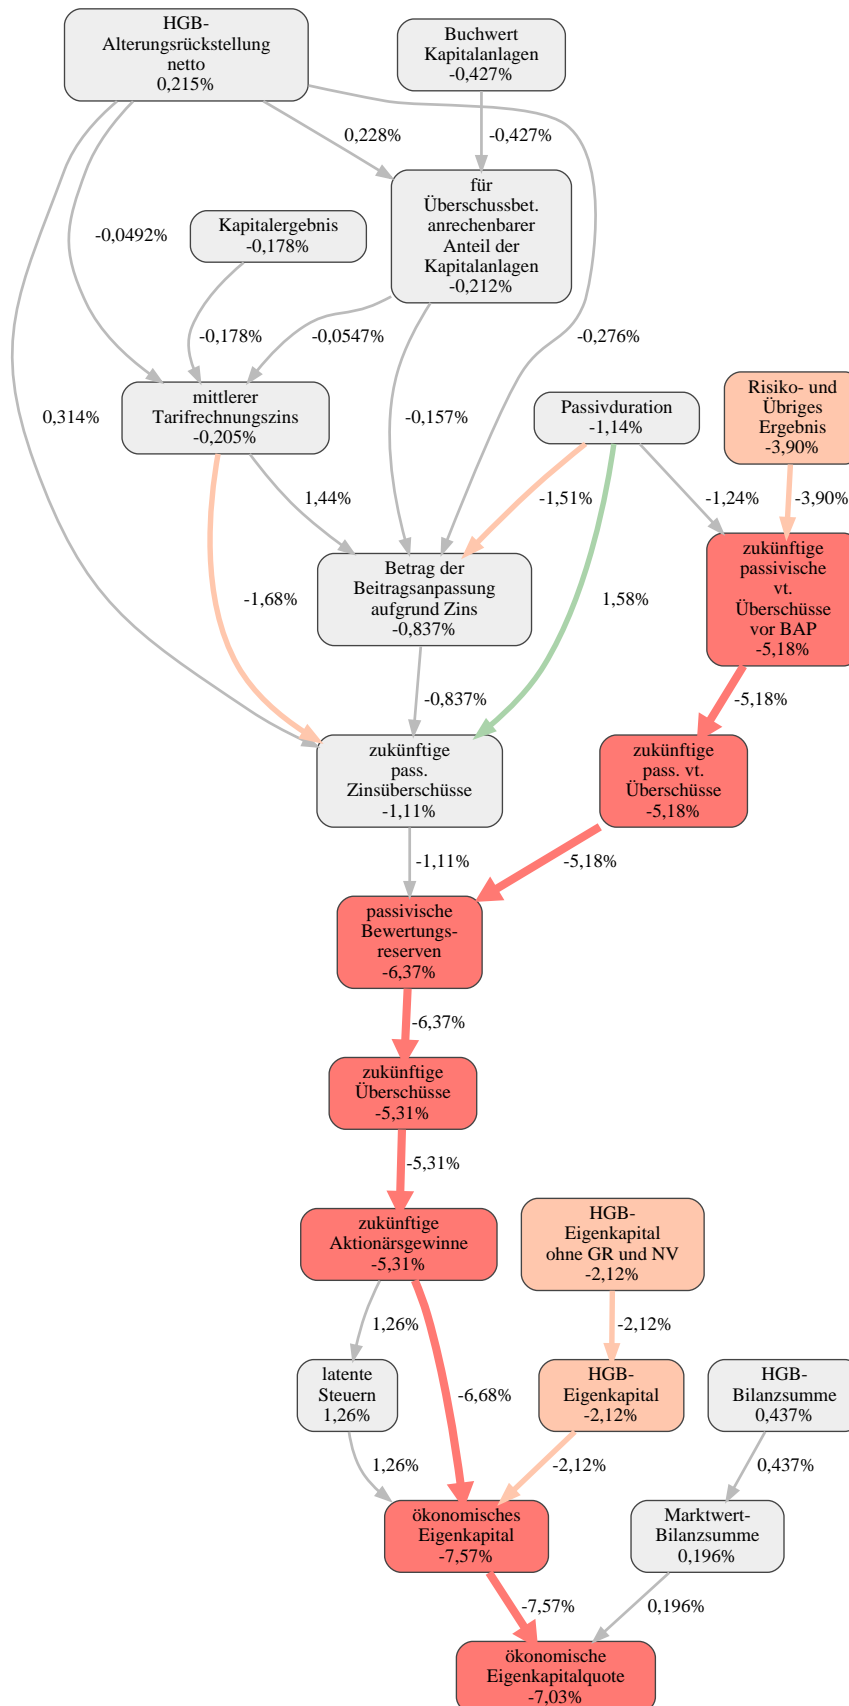 HGB-
Alterungsrückstellung
netto
0,215%
Buchwert
Kapitalanlagen
-0,427%
0,228%
-0,427%
für
Überschussbet.
anrechenbarer
Anteil der
Kapitalanlagen
-0,212%
Kapitalergebnis
-0,178%
-0,0492%
-0,178%
-0,0547%
-0,276%
mittlerer
Tarifrechnungszins
-0,205%
0,314%
-0,157%
Passivduration
-1,14%
Risiko- und
Übriges
Ergebnis
-3,90%
1,44%
-1,51%
-1,24%
-3,90%
Betrag der
Beitragsanpassung
aufgrund Zins
-0,837%
-1,68%
1,58%
zukünftige
passivische
vt.
Überschüsse
vor BAP
-5,18%
-0,837%
-5,18%
zukünftige
pass.
Zinsüberschüsse
-1,11%
zukünftige
pass. vt.
Überschüsse
-5,18%
-1,11%
-5,18%
passivische
Bewertungs-
reserven
-6,37%
-6,37%
zukünftige
Überschüsse
-5,31%
-5,31%
zukünftige
Aktionärsgewinne
-5,31%
HGB-
Eigenkapital
ohne GR und NV
-2,12%
1,26%
-2,12%
latente
Steuern
1,26%
-6,68%
HGB-
Eigenkapital
-2,12%
HGB-
Bilanzsumme
0,437%
1,26%
-2,12%
0,437%
ökonomisches
Eigenkapital
-7,57%
Marktwert-
Bilanzsumme
0,196%
-7,57%
0,196%
ökonomische
Eigenkapitalquote
-7,03%